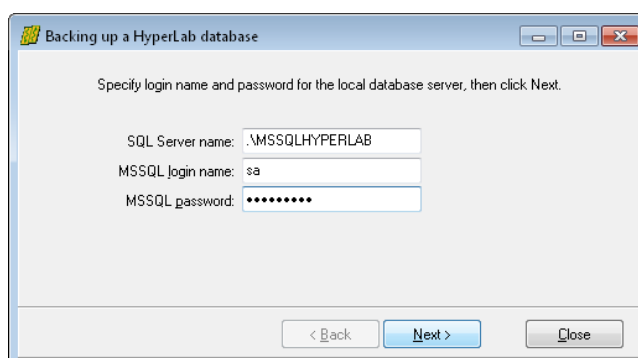 Backing up a HyperLab database
Specify login name and password for the local database server, then click Next.
SQL Server name: .\MSSQLHYPERLAB
MSSQL login name: sa
MSSQL password: •••••••••
< Back Next > Close